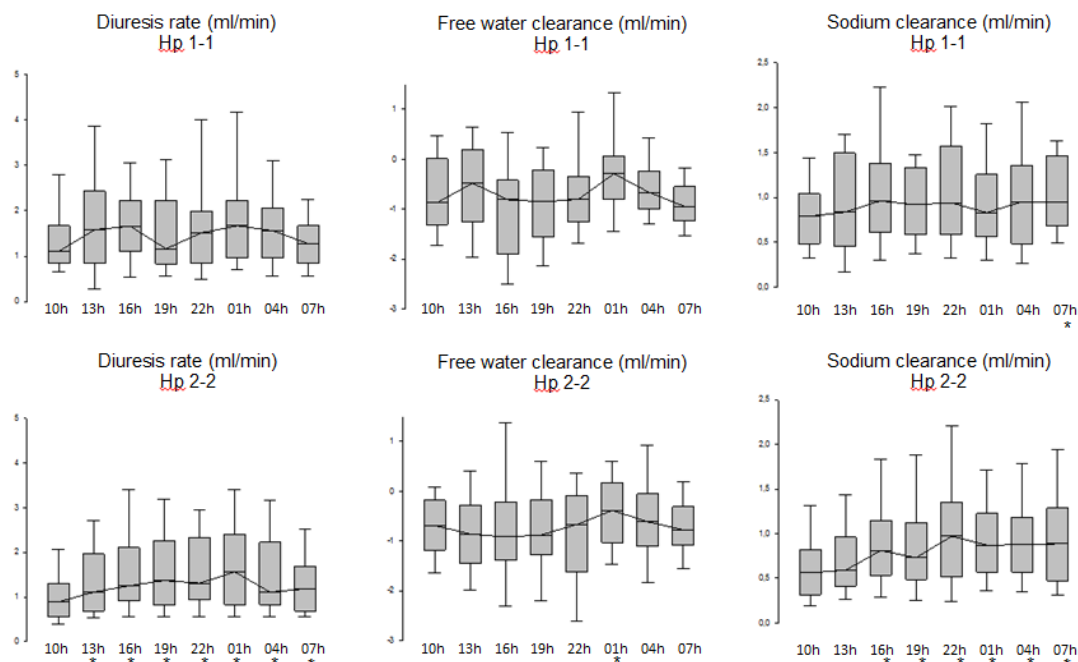 Diuresis rate (ml/min)
Hp 1-1
5
4
3
2
1
0
10h 13h 16h 19h 22h 01h 04h 07h
Free water clearance (ml/min)
Hp 1-1
1
0
-1
-2
-3
10h 13h 16h 19h 22h 01h 04h 07h
Sodium clearance (ml/min)
Hp 1-1
2,5
2,0
1,5
1,0
0,5
0,0
10h 13h 16h 19h 22h 01h 04h 07h
*
Diuresis rate (ml/min)
Hp 2-2
5
4
3
2
1
0
10h 13h 16h 19h 22h 01h 04h 07h
* * * * * * *
Free water clearance (ml/min)
Hp 2-2
1
0
-1
-2
-3
10h 13h 16h 19h 22h 01h 04h 07h
*
Sodium clearance (ml/min)
Hp 2-2
2,5
2,0
1,5
1,0
0,5
0,0
10h 13h 16h 19h 22h 01h 04h 07h
* * * * * *